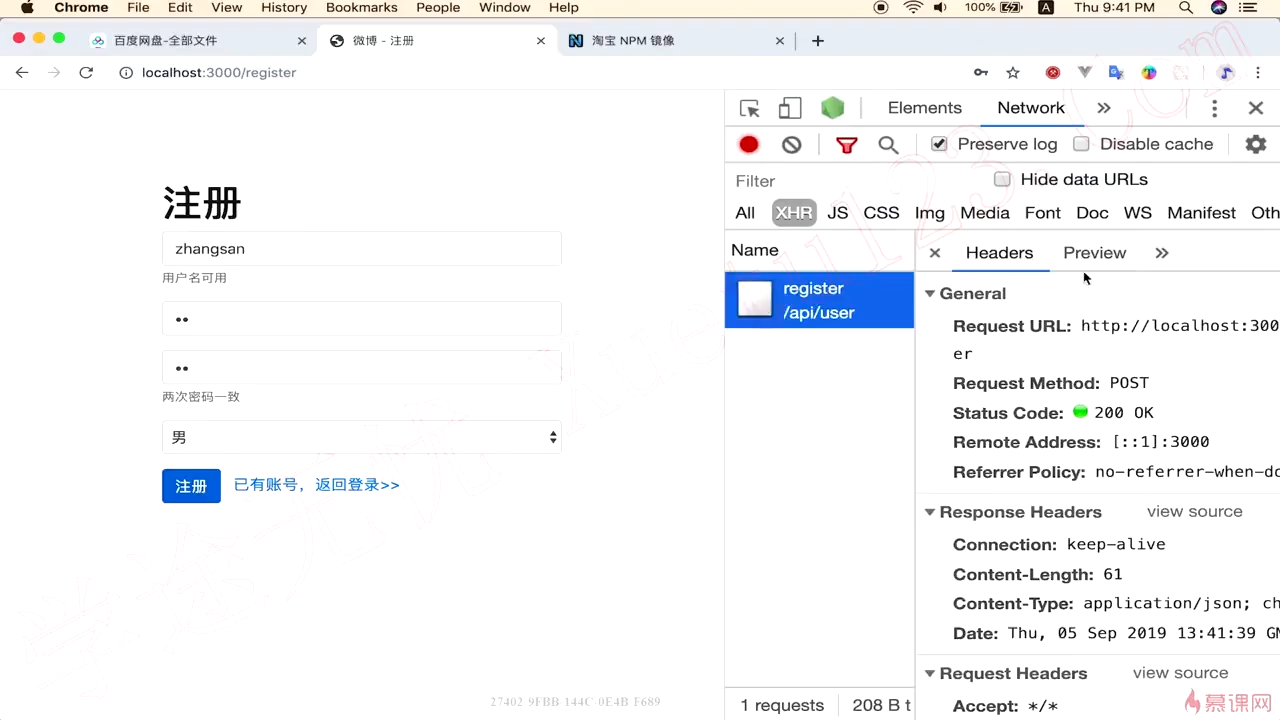 Chrome File Edit View History Bookmarks People Window Help 100% A Thu 9:41 PM
百度网盘-全部文件 微博 - 注册 淘宝 NPM 镜像
localhost:3000/register
Elements Network
Preserve log Disable cache
Filter Hide data URLs
All XHR JS CSS Img Media Font Doc WS Manifest Oth
Name Headers Preview
注册
zhangsan
用户名可用
••
••
两次密码一致
男
注册 已有账号，返回登录>>
register
/api/user
General
Request URL: http://localhost:300
er
Request Method: POST
Status Code: 200 OK
Remote Address: [::1]:3000
Referrer Policy: no-referrer-when-do
Response Headers view source
Connection: keep-alive
Content-Length: 61
Content-Type: application/json; ch
Date: Thu, 05 Sep 2019 13:41:39 GM
Request Headers view source
Accept: */*
1 requests 208 B t
27402 9FBB 144C 0E4B F689
慕课网